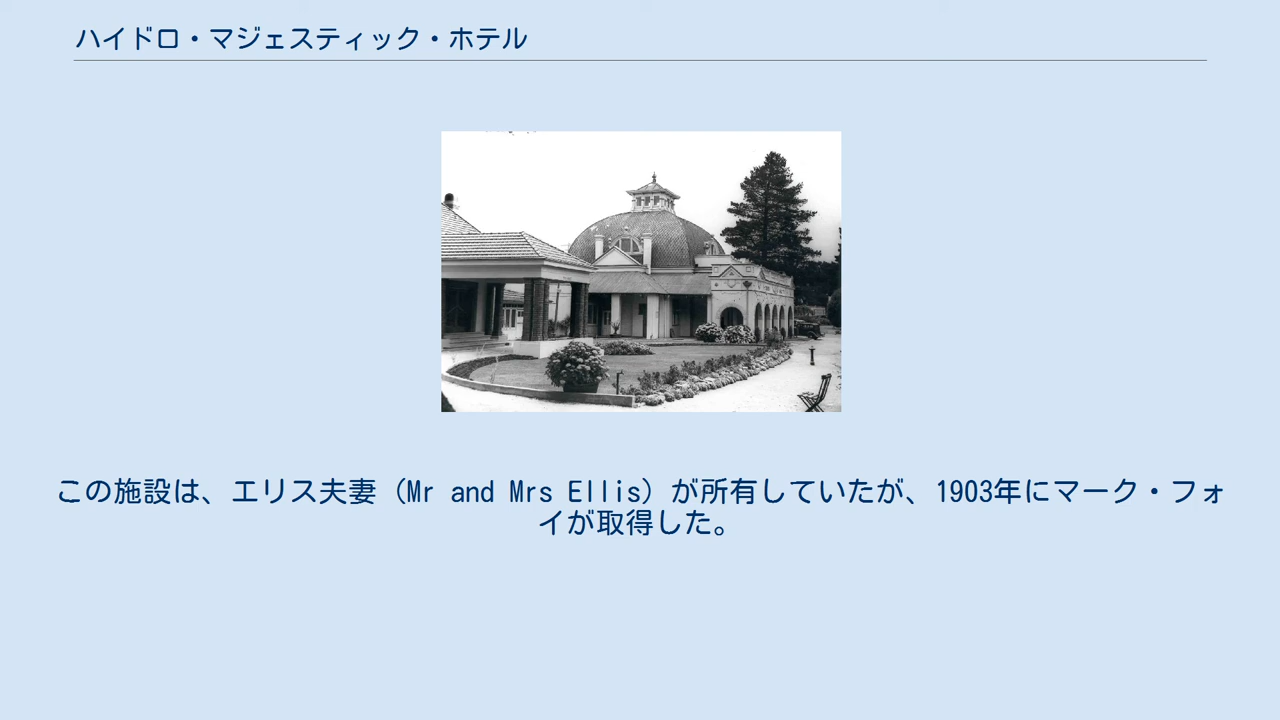 ハイドロ・マジェスティック・ホテル
この施設は、エリス夫妻（Mr and Mrs Ellis）が所有していたが、1903年にマーク・フォ
イが取得した。